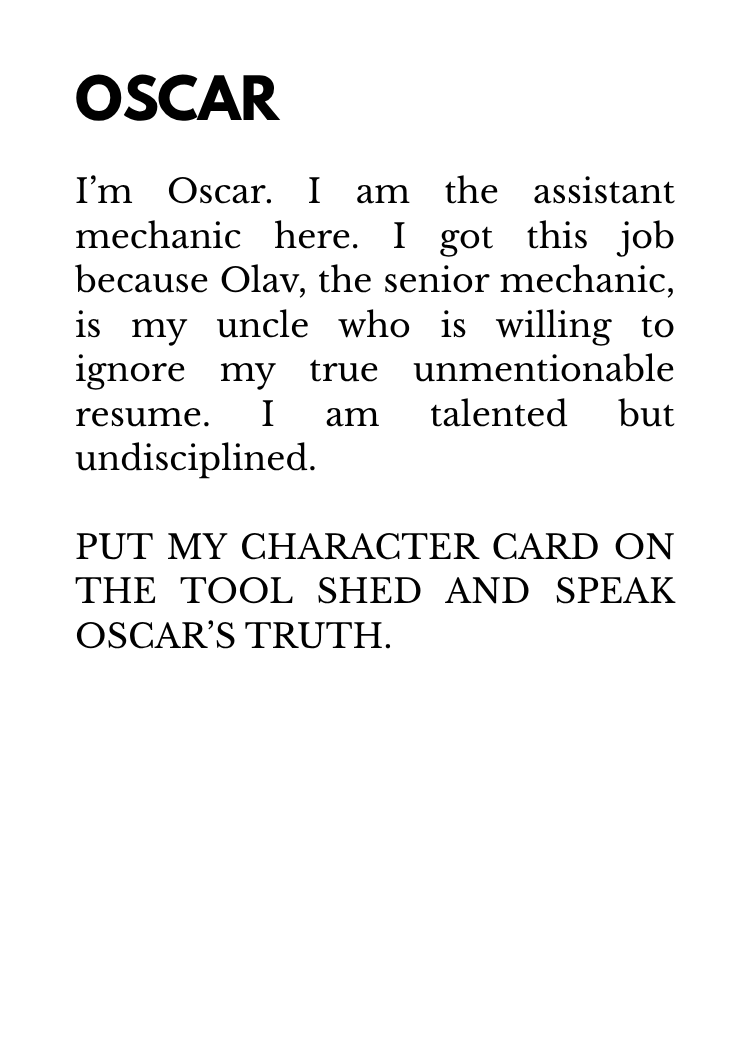 OSCAR
I’m Oscar. I am the assistant
mechanic here. I got this job
because Olav, the senior mechanic,
is my uncle who is willing to
ignore my true unmentionable
resume. I am talented but
undisciplined.
PUT MY CHARACTER CARD ON
THE TOOL SHED AND SPEAK
OSCAR’S TRUTH.